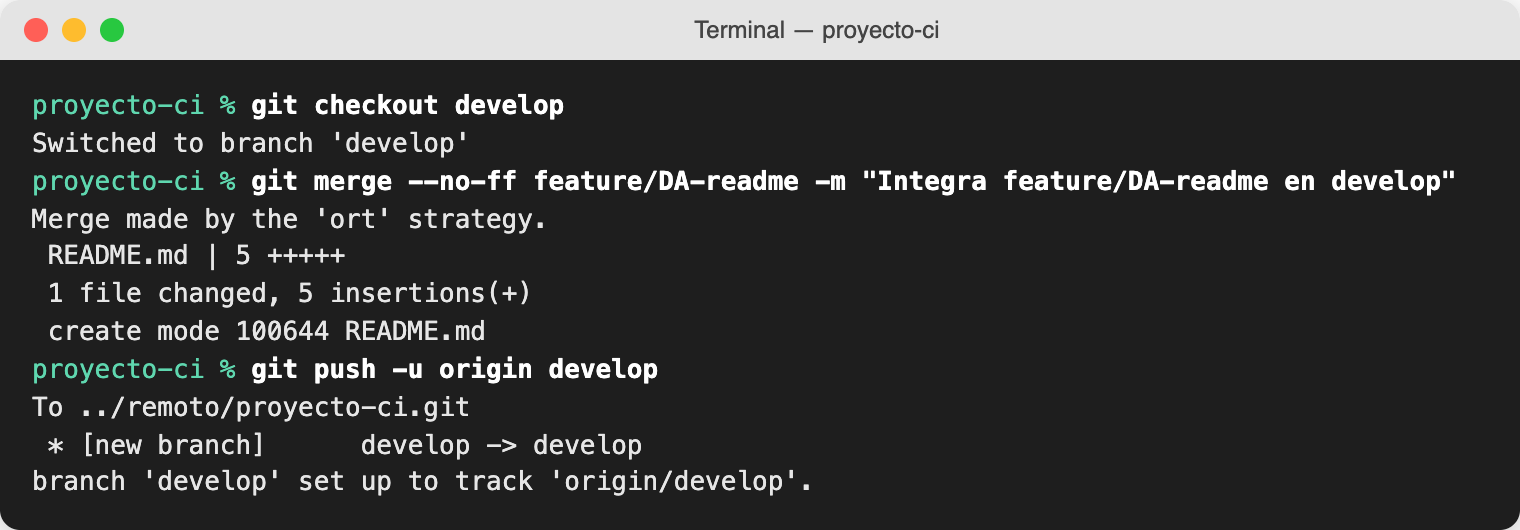 Terminal — proyecto-ci
proyecto-ci % git checkout develop
Switched to branch 'develop'
proyecto-ci % git merge --no-ff feature/DA-readme -m "Integra feature/DA-readme en develop"
Merge made by the 'ort' strategy.
 README.md | 5 +++++
 1 file changed, 5 insertions(+)
 create mode 100644 README.md
proyecto-ci % git push -u origin develop
To ../remoto/proyecto-ci.git
 * [new branch]      develop -> develop
branch 'develop' set up to track 'origin/develop'.